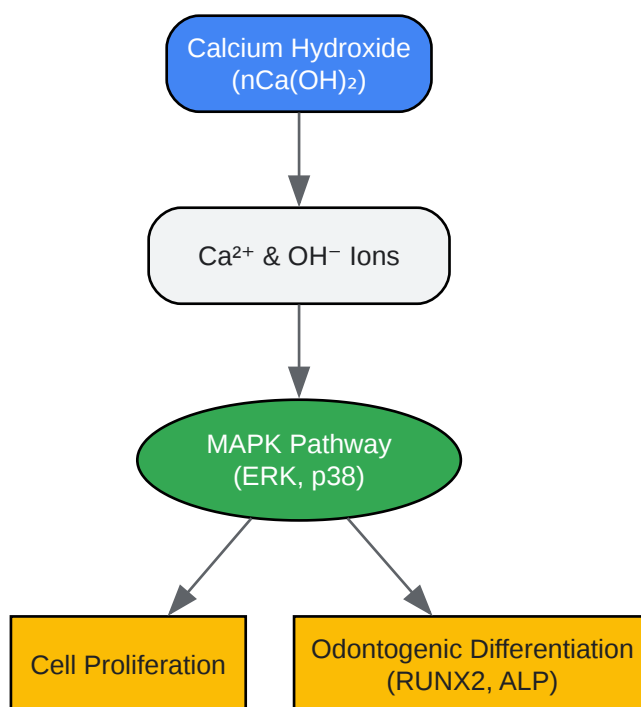 Calcium Hydroxide
(nCa(OH)₂)
Ca²⁺ & OH⁻ Ions
MAPK Pathway
(ERK, p38)
Cell Proliferation
Odontogenic Differentiation
(RUNX2, ALP)